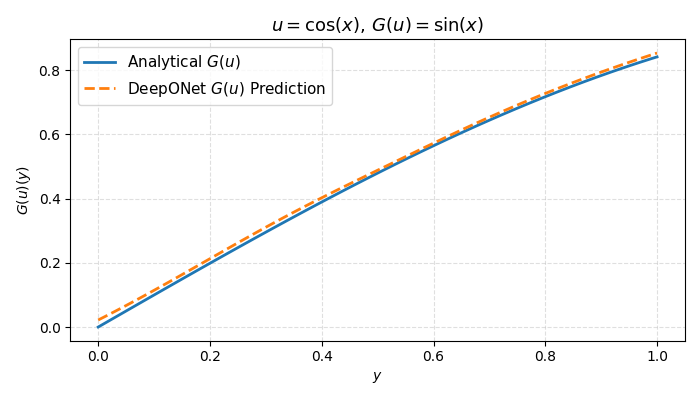 u = cos(x), G(u) = sin(x)
Analytical G(u)
DeepONet G(u) Prediction
G(u)(y)
0.8
0.6
0.4
0.2
0.0
0.0 0.2 0.4 0.6 0.8 1.0
y